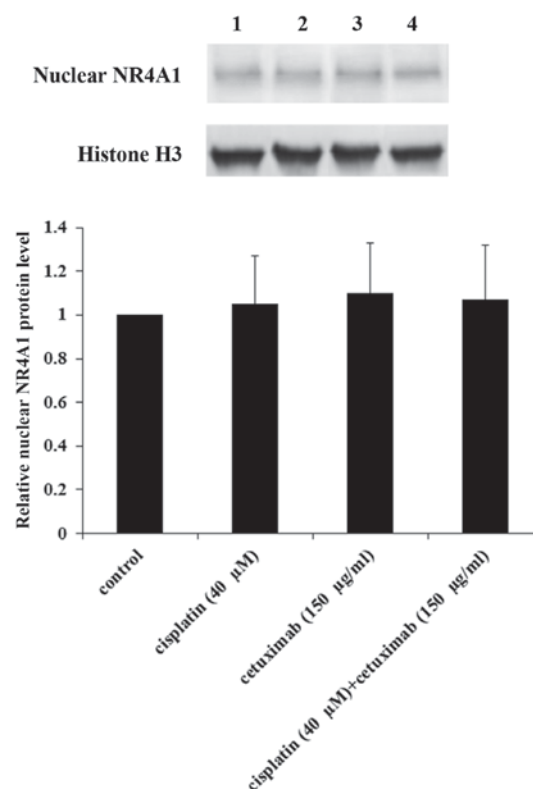 1 2 3 4
Nuclear NR4A1
Histone H3
Relative nuclear NR4A1 protein level
1.4
1.2
1
0.8
0.6
0.4
0.2
0
control
cisplatin (40 μM)
cetuximab (150 μg/ml)
cisplatin (40 μM)+cetuximab (150 μg/ml)